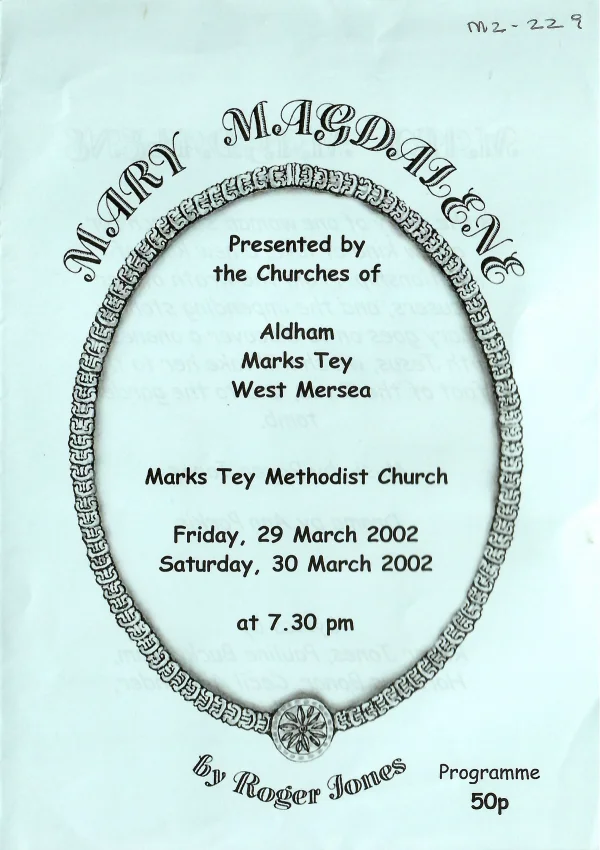 M2-229
MARY MAGDALENE
Presented by
the Churches of
Aldham
Marks Tey
West Mersea
Marks Tey Methodist Church
Friday, 29 March 2002
Saturday, 30 March 2002
at 7.30 pm
by Roger Jones
Programme
50p